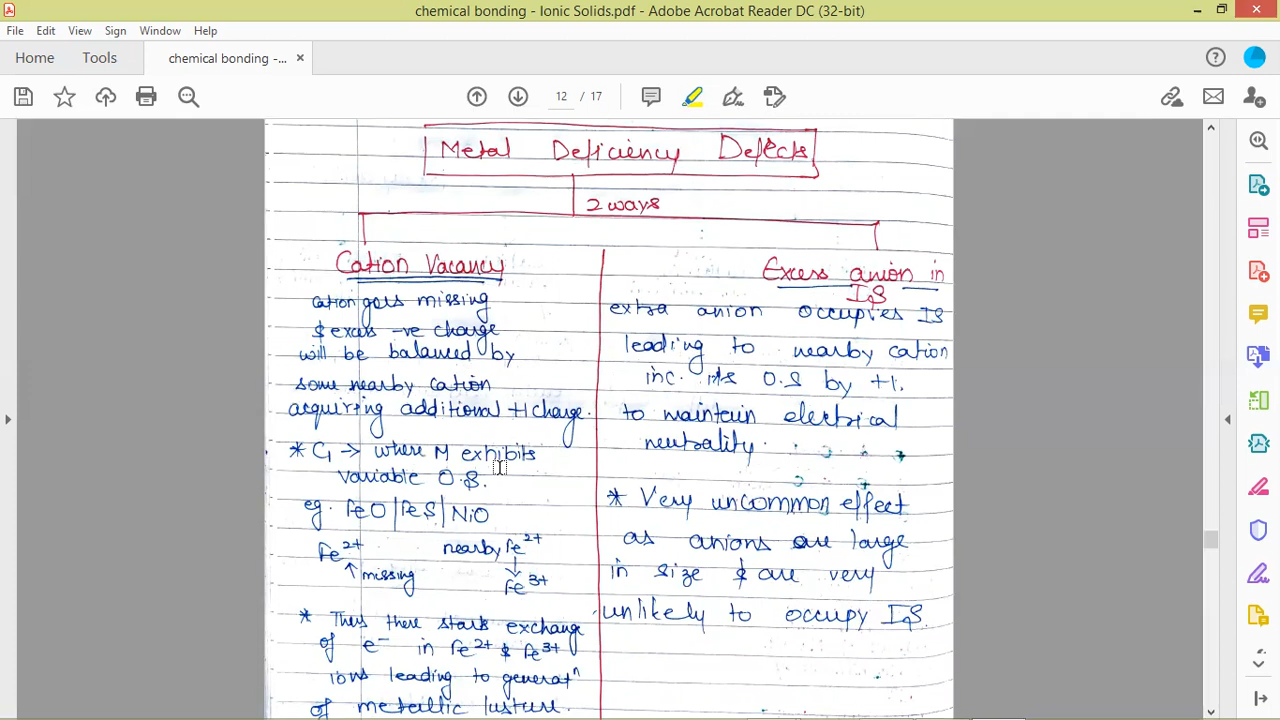 chemical bonding - Ionic Solids.pdf - Adobe Acrobat Reader DC (32-bit)
File Edit View Sign Window Help
Home Tools chemical bonding -... ×
12 / 17
Metal Deficiency Defects
2 ways
Cation Vacancy
cation goes missing
& excess -ve charge
will be balanced by
some nearby cation
acquiring additional +1 charge.
* C1 → where M exhibits
variable O.S.
eg. FeO | FeS | NiO
Fe2+ nearby Fe2+
↑ missing ↓
Fe3+
* Thus there starts exchange
of e- in Fe2+ & Fe3+
ions leading to generatn
of metallic lusture.
Excess anion in
IS
extra anion occupies IS
leading to nearby cation
inc. its O.S by +1.
to maintain electrical
neutrality.
* Very uncommon effect
as anions are large
in size & are very
unlikely to occupy IS.